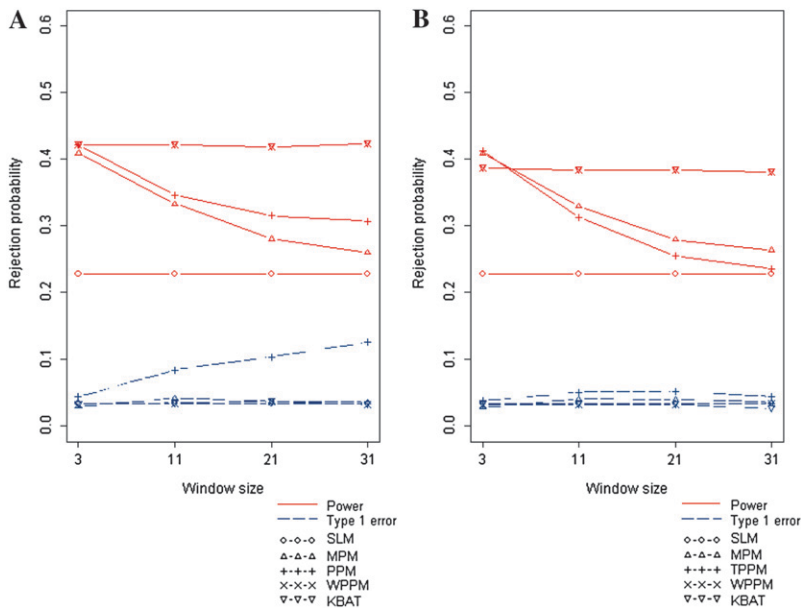 A
Rejection probability
0.6
0.5
0.4
0.3
0.2
0.1
0.0
3 11 21 31
Window size
Power
Type 1 error
SLM
MPM
PPM
WPPM
KBAT
B
Rejection probability
0.6
0.5
0.4
0.3
0.2
0.1
0.0
3 11 21 31
Window size
Power
Type 1 error
SLM
MPM
TPPM
WPPM
KBAT